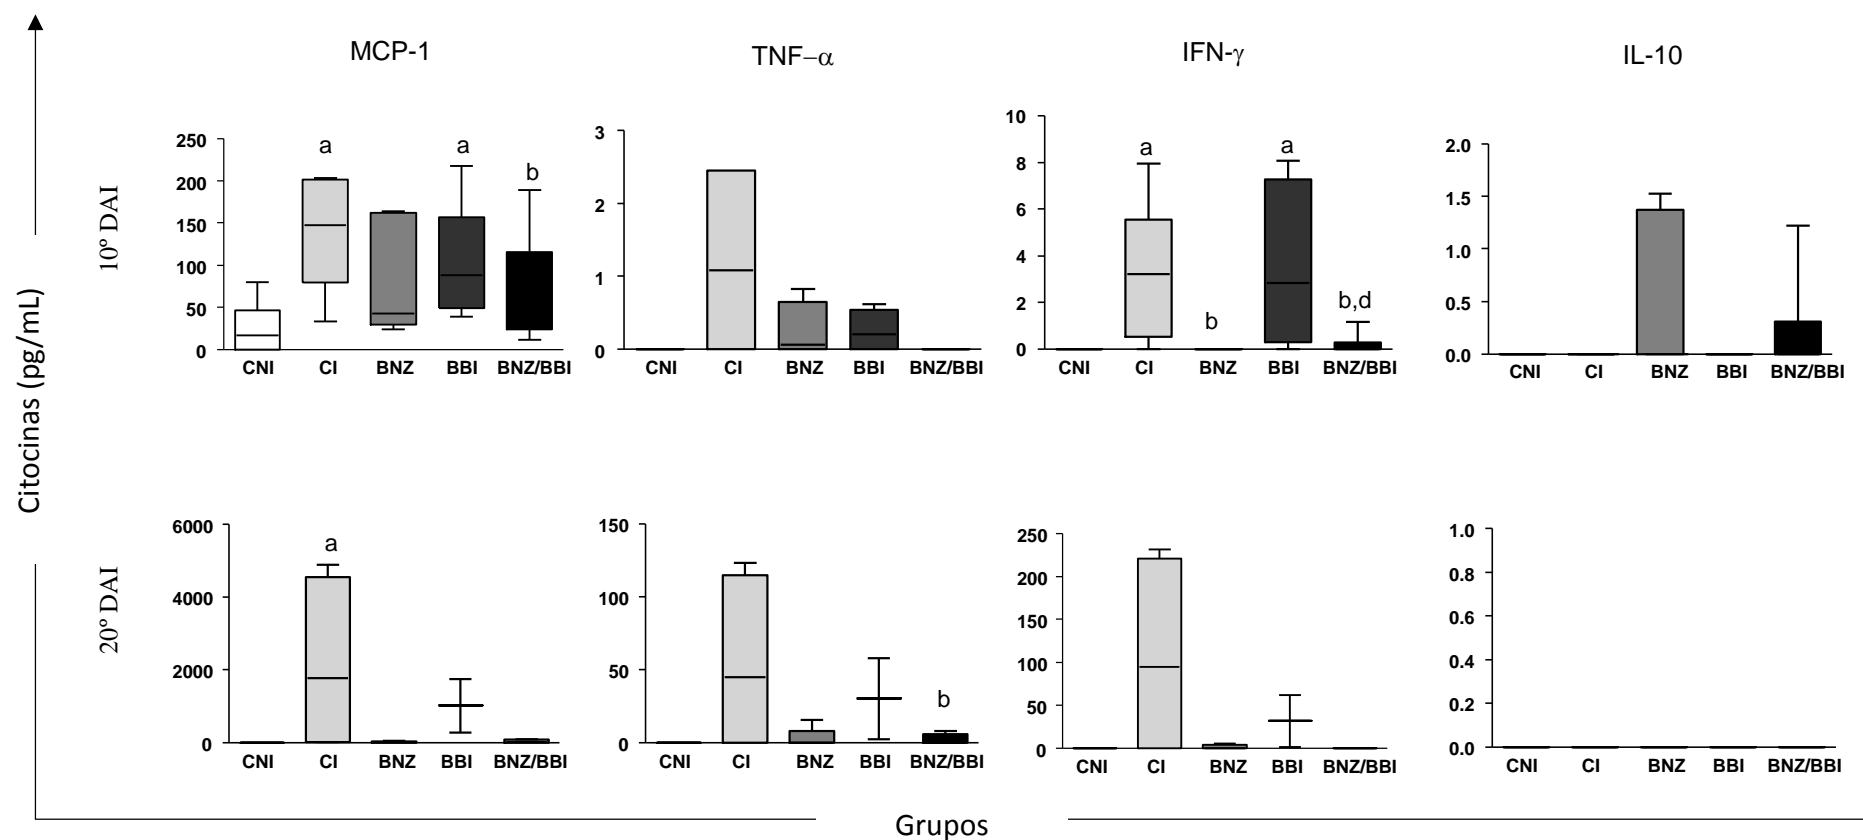 MCP-1
TNF−α
IFN-γ
IL-10
Citocinas (pg/mL)
10º DAI
250
200
150
100
50
0
a
a
b
CNI CI BNZ BBI BNZ/BBI
3
2
1
0
CNI CI BNZ BBI BNZ/BBI
10
8
6
4
2
0
a
b
a
b,d
CNI CI BNZ BBI BNZ/BBI
2.0
1.5
1.0
0.5
0.0
CNI CI BNZ BBI BNZ/BBI
20º DAI
6000
4000
2000
0
a
CNI CI BNZ BBI BNZ/BBI
150
100
50
0
b
CNI CI BNZ BBI BNZ/BBI
250
200
150
100
50
0
CNI CI BNZ BBI BNZ/BBI
1.0
0.8
0.6
0.4
0.2
0.0
CNI CI BNZ BBI BNZ/BBI
Grupos